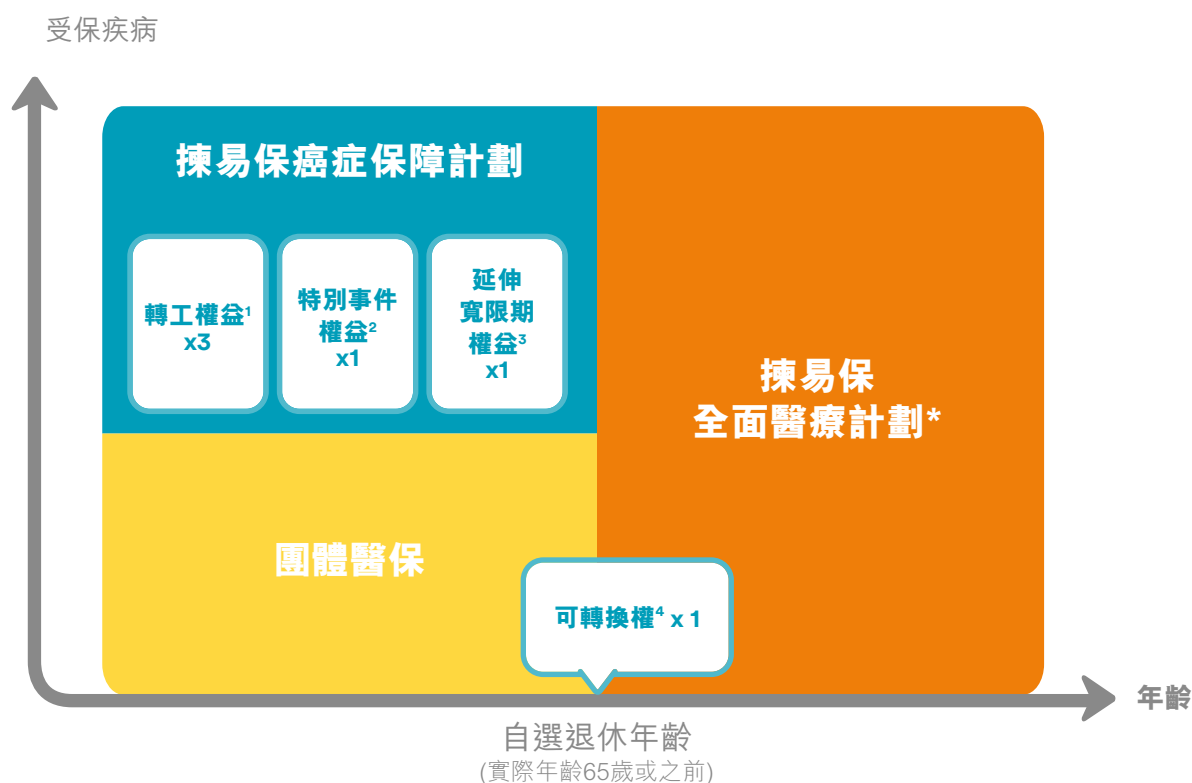 受保疾病
揀易保癌症保障計劃
轉工權益¹
x3
特別事件
權益²
x1
延伸
寬限期
權益³
x1
揀易保
全面醫療計劃*
團體醫保
可轉換權⁴ x 1
年齡
自選退休年齡
(實際年齡65歲或之前)